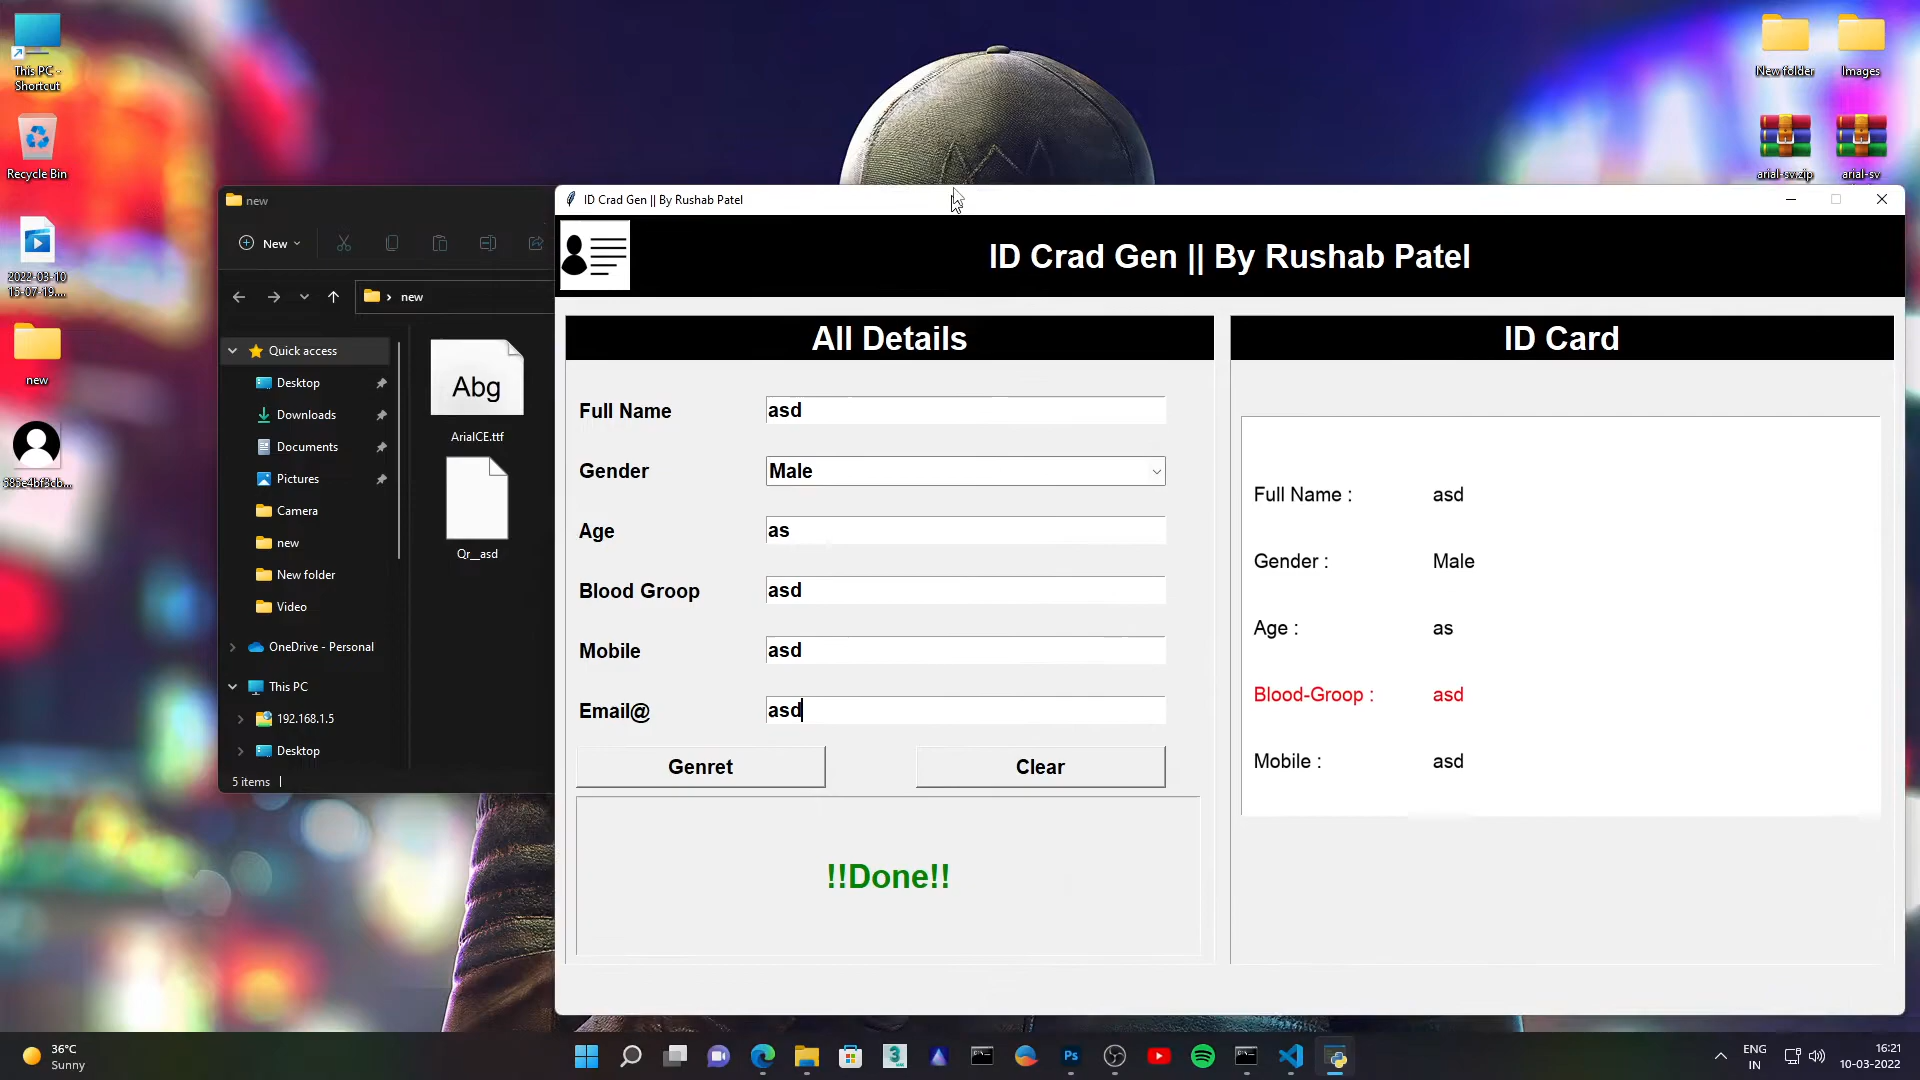 This PC -
Shortcut
Recycle Bin
2022-03-10
15-07-19....
new
585e4bf3cb...
New folder
Images
arial-sv.zip
arial-sv
new
New
new
Quick access
Desktop
Downloads
Documents
Pictures
Camera
new
New folder
Video
OneDrive - Personal
This PC
192.168.1.5
Desktop
5 items
Abg
ArialCE.ttf
Qr__asd
ID Crad Gen || By Rushab Patel
ID Crad Gen || By Rushab Patel
All Details
Full Name asd
Gender Male
Age as
Blood Groop asd
Mobile asd
Email@ asd
Genret Clear
!!Done!!
ID Card
Full Name : asd
Gender : Male
Age : as
Blood-Groop : asd
Mobile : asd
36°C
Sunny
3
MAX
Ps
ENG
IN
16:21
10-03-2022